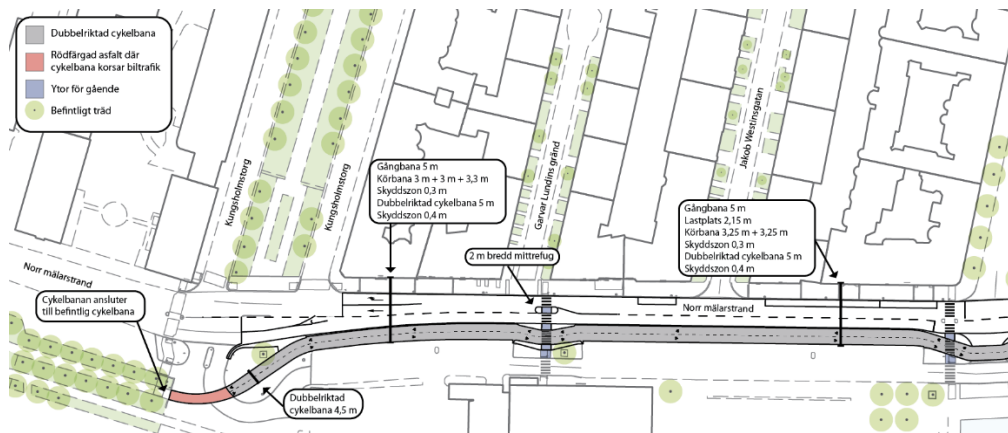 Dubbelriktad cykelbana
Rödfärgad asfalt där
cykelbana korsar biltrafik
Ytor för gående
Befintligt träd
Kungsholmstorg
Kungsholmstorg
Garvar Lundins gränd
Jakob Westinsgatan
Gångbana 5 m
Körbana 3 m + 3 m + 3,3 m
Skyddszon 0,3 m
Dubbelriktad cykelbana 5 m
Skyddszon 0,4 m
Gångbana 5 m
Lastplats 2,15 m
Körbana 3,25 m + 3,25 m
Skyddszon 0,3 m
Dubbelriktad cykelbana 5 m
Skyddszon 0,4 m
2 m bredd mittrefug
Norr mälarstrand
Norr mälarstrand
Cykelbanan ansluter
till befintlig cykelbana
Dubbelriktad
cykelbana 4,5 m